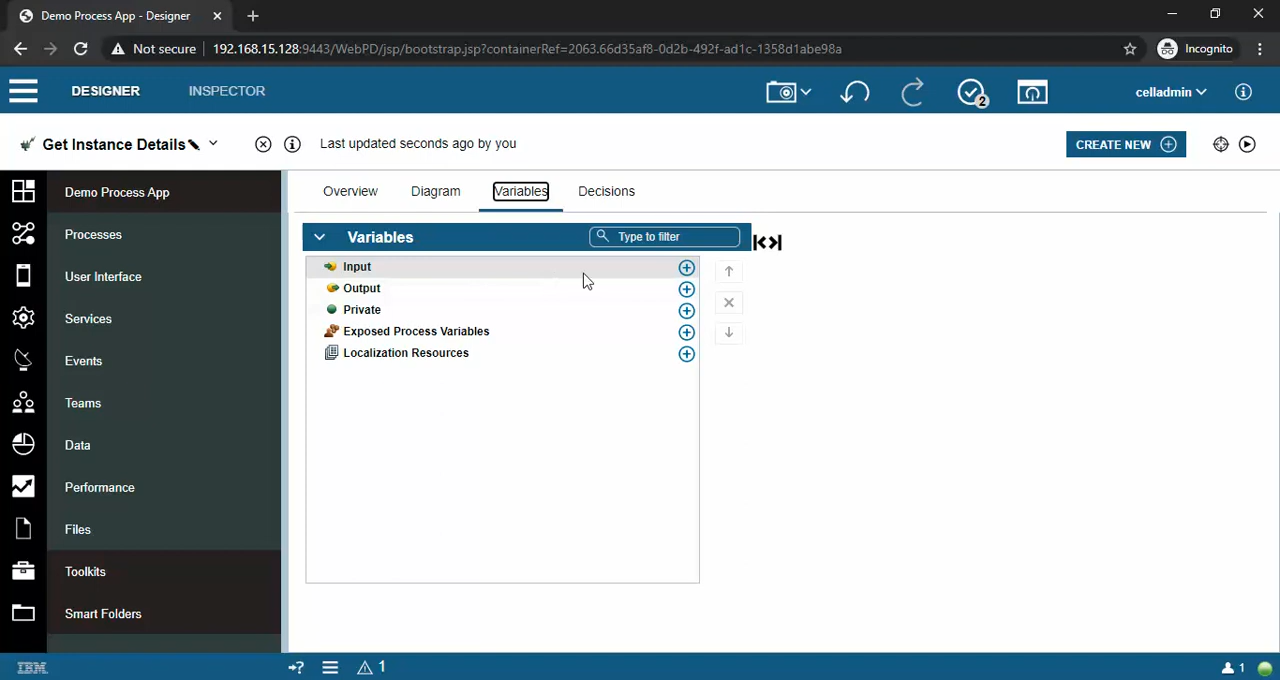 Demo Process App - Designer
Not secure 192.168.15.128:9443/WebPD/jsp/bootstrap.jsp?containerRef=2063.66d35af8-0d2b-492f-ad1c-1358d1abe98a
Incognito
DESIGNER INSPECTOR
2
celladmin
Get Instance Details
Last updated seconds ago by you
CREATE NEW
Demo Process App
Processes
User Interface
Services
Events
Teams
Data
Performance
Files
Toolkits
Smart Folders
Overview Diagram Variables Decisions
Variables
Type to filter
Input
Output
Private
Exposed Process Variables
Localization Resources
IBM
1
1